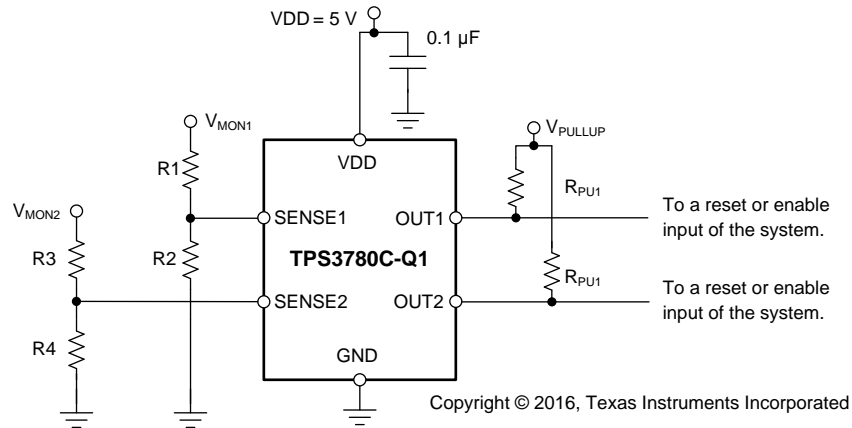 VDD = 5 V
0.1 µF
VMON1
VPULLUP
VDD
R1
RPU1
VMON2
SENSE1
OUT1
To a reset or enable
input of the system.
R3
R2
TPS3780C-Q1
RPU1
SENSE2
OUT2
To a reset or enable
input of the system.
R4
GND
Copyright © 2016, Texas Instruments Incorporated